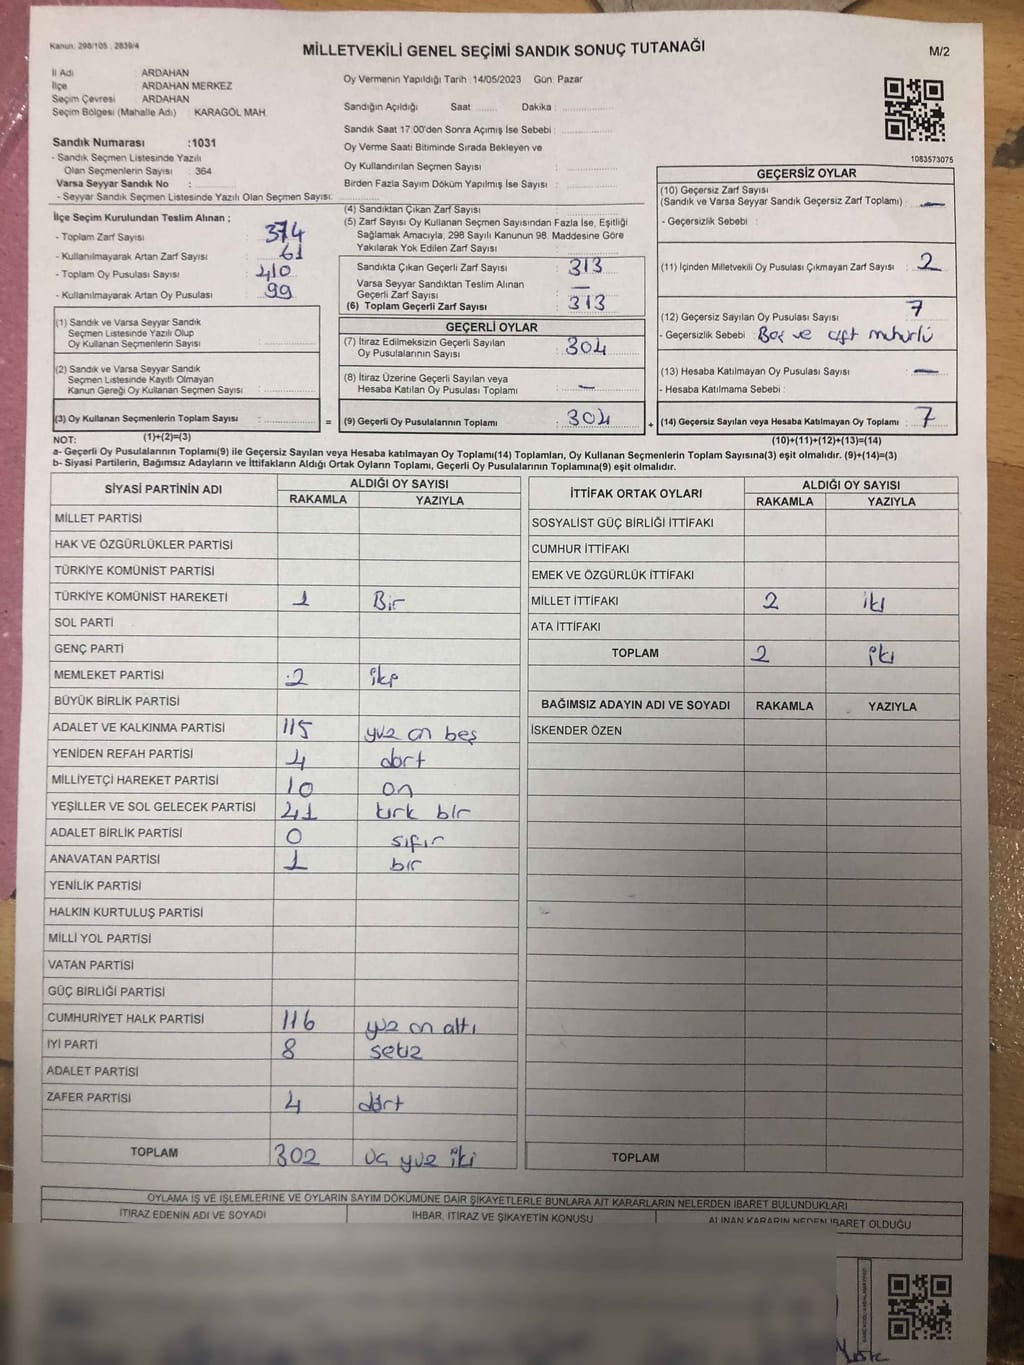 Kanun: 298/105 , 2839/4
MİLLETVEKİLİ GENEL SEÇİMİ SANDIK SONUÇ TUTANAĞI
M/2
İl Adı : ARDAHAN
İlçe : ARDAHAN MERKEZ
Seçim Çevresi : ARDAHAN
Seçim Bölgesi (Mahalle Adı) : KARAGÖL MAH.
Sandık Numarası :1031
- Sandık Seçmen Listesinde Yazılı
Olan Seçmenlerin Sayısı : 364
Varsa Seyyar Sandık No :
- Seyyar Sandık Seçmen Listesinde Yazılı Olan Seçmen Sayısı:
Oy Vermenin Yapıldığı Tarih :14/05/2023 Gün: Pazar
Sandığın Açıldığı Saat Dakika :
Sandık Saat 17:00'den Sonra Açımış İse Sebebi :
Oy Verme Saati Bitiminde Sırada Bekleyen ve
Oy Kullandırılan Seçmen Sayısı :
Birden Fazla Sayım Döküm Yapılmış İse Sayısı :
1083573075
İlçe Seçim Kurulundan Teslim Alınan ;
- Toplam Zarf Sayısı : 374
- Kullanılmayarak Artan Zarf Sayısı : 61
- Toplam Oy Pusulası Sayısı : 410
- Kullanılmayarak Artan Oy Pusulası : 99
(1) Sandık ve Varsa Seyyar Sandık
Seçmen Listesinde Yazılı Olup
Oy Kullanan Seçmenlerin Sayısı :
(2) Sandık ve Varsa Seyyar Sandık
Seçmen Listesinde Kayıtlı Olmayan
Kanun Gereği Oy Kullanan Seçmen Sayısı :
(3) Oy Kullanan Seçmenlerin Toplam Sayısı :
(1)+(2)=(3)
(4) Sandıktan Çıkan Zarf Sayısı :
(5) Zarf Sayısı Oy Kullanan Seçmen Sayısından Fazla İse, Eşitliği
Sağlamak Amacıyla, 298 Sayılı Kanunun 98. Maddesine Göre
Yakılarak Yok Edilen Zarf Sayısı :
Sandıkta Çıkan Geçerli Zarf Sayısı : 313
Varsa Seyyar Sandıktan Teslim Alınan
Geçerli Zarf Sayısı : —
(6) Toplam Geçerli Zarf Sayısı : 313
GEÇERLİ OYLAR
(7) İtiraz Edilmeksizin Geçerli Sayılan
Oy Pusulalarının Sayısı : 304
(8) İtiraz Üzerine Geçerli Sayılan veya
Hesaba Katılan Oy Pusulası Toplamı : —
= (9) Geçerli Oy Pusulalarının Toplamı : 304
GEÇERSİZ OYLAR
(10) Geçersiz Zarf Sayısı
(Sandık ve Varsa Seyyar Sandık Geçersiz Zarf Toplamı) : —
- Geçersizlik Sebebi :
(11) İçinden Milletvekili Oy Pusulası Çıkmayan Zarf Sayısı : 2
(12) Geçersiz Sayılan Oy Pusulası Sayısı : 7
- Geçersizlik Sebebi : Boş ve çift mühürlü
(13) Hesaba Katılmayan Oy Pusulası Sayısı : —
- Hesaba Katılmama Sebebi :
+ (14) Geçersiz Sayılan veya Hesaba Katılmayan Oy Toplamı : 7
(10)+(11)+(12)+(13)=(14)
NOT:
a- Geçerli Oy Pusulalarının Toplamı(9) ile Geçersiz Sayılan veya Hesaba katılmayan Oy Toplamı(14) Toplamları, Oy Kullanan Seçmenlerin Toplam Sayısına(3) eşit olmalıdır. (9)+(14)=(3)
b- Siyasi Partilerin, Bağımsız Adayların ve İttifakların Aldığı Ortak Oyların Toplamı, Geçerli Oy Pusulalarının Toplamına(9) eşit olmalıdır.
SİYASİ PARTİNİN ADI ALDIĞI OY SAYISI
RAKAMLA YAZIYLA
MİLLET PARTİSİ
HAK VE ÖZGÜRLÜKLER PARTİSİ
TÜRKİYE KOMÜNİST PARTİSİ
TÜRKİYE KOMÜNİST HAREKETİ 1 Bir
SOL PARTİ
GENÇ PARTİ
MEMLEKET PARTİSİ 2 iki
BÜYÜK BİRLİK PARTİSİ
ADALET VE KALKINMA PARTİSİ 115 yüz on beş
YENİDEN REFAH PARTİSİ 4 dört
MİLLİYETÇİ HAREKET PARTİSİ 10 on
YEŞİLLER VE SOL GELECEK PARTİSİ 41 kırk bir
ADALET BİRLİK PARTİSİ 0 sıfır
ANAVATAN PARTİSİ 1 bir
YENİLİK PARTİSİ
HALKIN KURTULUŞ PARTİSİ
MİLLİ YOL PARTİSİ
VATAN PARTİSİ
GÜÇ BİRLİĞİ PARTİSİ
CUMHURİYET HALK PARTİSİ 116 yüz on altı
İYİ PARTİ 8 sekiz
ADALET PARTİSİ
ZAFER PARTİSİ 4 dört
TOPLAM 302 üç yüz iki
İTTİFAK ORTAK OYLARI ALDIĞI OY SAYISI
RAKAMLA YAZIYLA
SOSYALİST GÜÇ BİRLİĞİ İTTİFAKI
CUMHUR İTTİFAKI
EMEK VE ÖZGÜRLÜK İTTİFAKI
MİLLET İTTİFAKI 2 iki
ATA İTTİFAKI
TOPLAM 2 iki
BAĞIMSIZ ADAYIN ADI VE SOYADI RAKAMLA YAZIYLA
İSKENDER ÖZEN
TOPLAM
OYLAMA İŞ VE İŞLEMLERİNE VE OYLARIN SAYIM DÖKÜMÜNE DAİR ŞİKAYETLERLE BUNLARA AİT KARARLARIN NELERDEN İBARET BULUNDUKLARI
İTİRAZ EDENİN ADI VE SOYADI İHBAR, İTİRAZ VE ŞİKAYETİN KONUSU ALINAN KARARIN NEDEN İBARET OLDUĞU